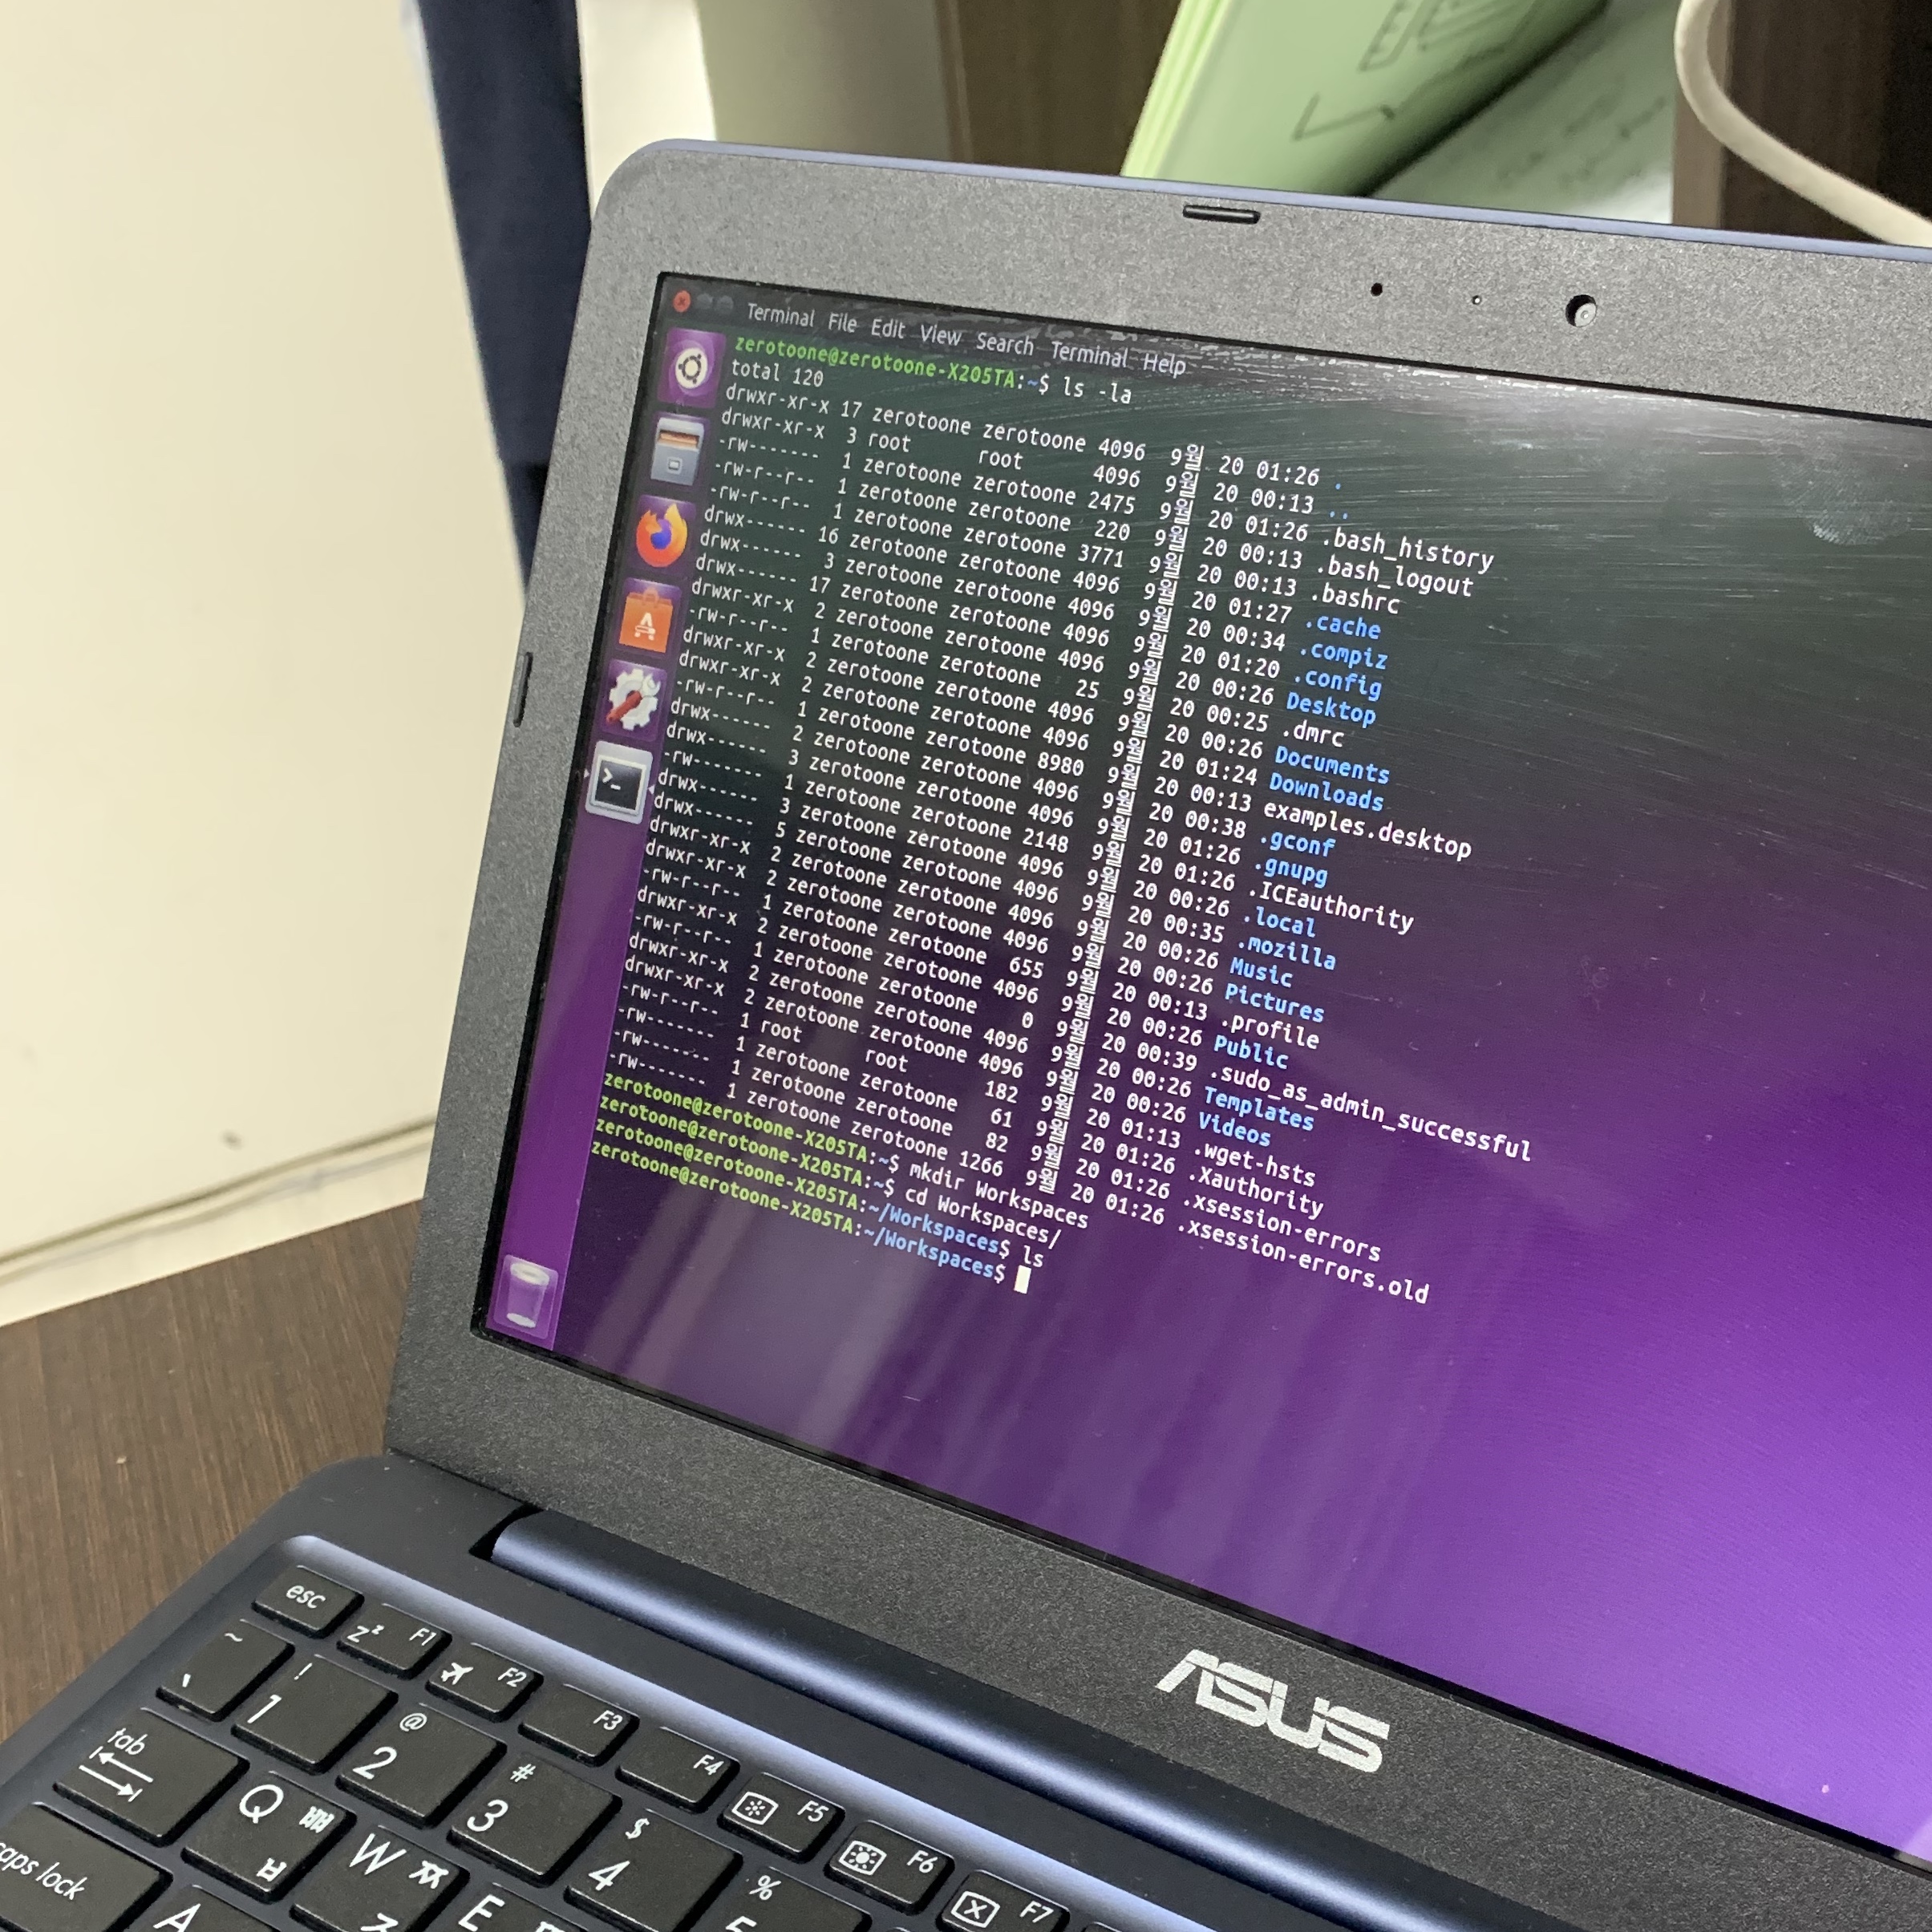 Terminal File Edit View Search Terminal Help
zerotoone@zerotoone-X205TA:~$ ls -la
total 120
drwxr-xr-x 17 zerotoone zerotoone 4096 9월 20 01:26 .
drwxr-xr-x 3 root root 4096 9월 20 00:13 ..
-rw------- 1 zerotoone zerotoone 2475 9월 20 01:26 .bash_history
-rw-r--r-- 1 zerotoone zerotoone 220 9월 20 00:13 .bash_logout
-rw-r--r-- 1 zerotoone zerotoone 3771 9월 20 00:13 .bashrc
drwx------ 16 zerotoone zerotoone 4096 9월 20 01:27 .cache
drwx------ 3 zerotoone zerotoone 4096 9월 20 00:34 .compiz
drwx------ 17 zerotoone zerotoone 4096 9월 20 01:20 .config
drwxr-xr-x 2 zerotoone zerotoone 4096 9월 20 00:26 Desktop
-rw-r--r-- 1 zerotoone zerotoone 25 9월 20 00:25 .dmrc
drwxr-xr-x 2 zerotoone zerotoone 4096 9월 20 00:26 Documents
drwxr-xr-x 2 zerotoone zerotoone 4096 9월 20 01:24 Downloads
-rw-r--r-- 1 zerotoone zerotoone 8980 9월 20 00:13 examples.desktop
drwx------ 2 zerotoone zerotoone 4096 9월 20 00:38 .gconf
drwx------ 3 zerotoone zerotoone 4096 9월 20 01:26 .gnupg
-rw------- 1 zerotoone zerotoone 2148 9월 20 01:26 .ICEauthority
drwx------ 3 zerotoone zerotoone 4096 9월 20 00:26 .local
drwx------ 5 zerotoone zerotoone 4096 9월 20 00:35 .mozilla
drwxr-xr-x 2 zerotoone zerotoone 4096 9월 20 00:26 Music
drwxr-xr-x 2 zerotoone zerotoone 4096 9월 20 00:26 Pictures
-rw-r--r-- 1 zerotoone zerotoone 655 9월 20 00:13 .profile
drwxr-xr-x 2 zerotoone zerotoone 4096 9월 20 00:26 Public
-rw-r--r-- 1 zerotoone zerotoone 0 9월 20 00:39 .sudo_as_admin_successful
drwxr-xr-x 2 zerotoone zerotoone 4096 9월 20 00:26 Templates
drwxr-xr-x 2 zerotoone zerotoone 4096 9월 20 00:26 Videos
-rw-r--r-- 1 root root 182 9월 20 01:13 .wget-hsts
-rw------- 1 zerotoone zerotoone 61 9월 20 01:26 .Xauthority
-rw------- 1 zerotoone zerotoone 82 9월 20 01:26 .xsession-errors
-rw------- 1 zerotoone zerotoone 1266 9월 20 01:26 .xsession-errors.old
zerotoone@zerotoone-X205TA:~$ mkdir Workspaces
zerotoone@zerotoone-X205TA:~$ cd Workspaces/
zerotoone@zerotoone-X205TA:~/Workspaces$ ls
zerotoone@zerotoone-X205TA:~/Workspaces$
ASUS
esc F1 F2 F3 F4 F5 F6 F7
~ ` ! 1 @ 2 # 3 $ 4 % 5
tab Q ㅃ ㅂ W ㅉ ㅈ E
caps lock A